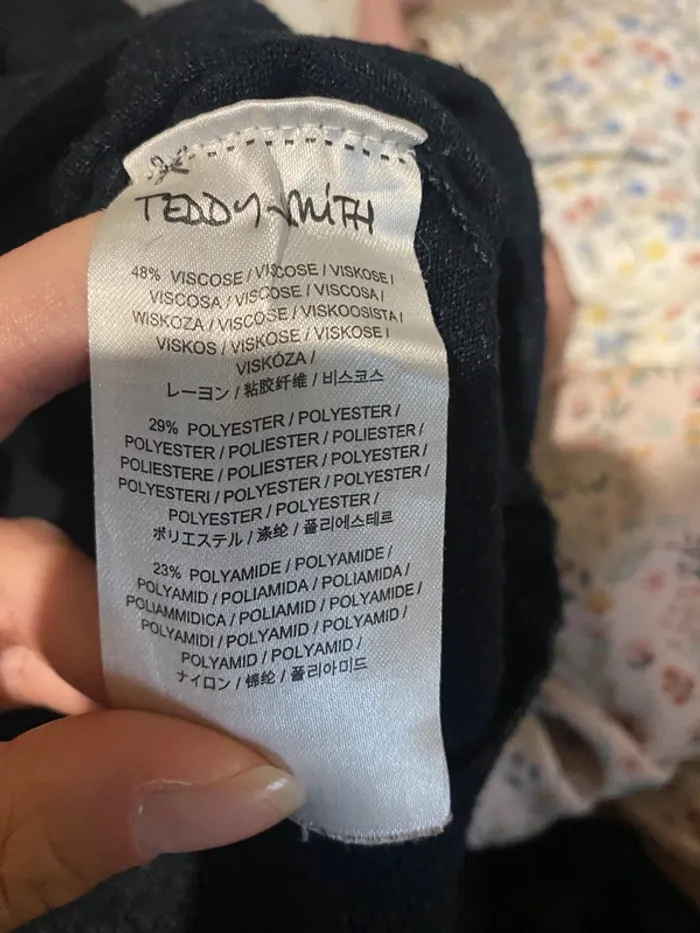 TEDDY SMITH
48% VISCOSE / VISCOSE / VISKOSE /
VISCOSA / VISCOSE / VISCOSA /
WISKOZA / VISCOSE / VISKOOSISTA /
VISKOS / VISKOSE / VISKOSE /
VISKÓZA /
レーヨン / 粘胶纤维 / 비스코스
29% POLYESTER / POLYESTER /
POLYESTER / POLIESTER / POLIESTER /
POLIESTERE / POLIESTER / POLYESTER /
POLYESTERI / POLYESTER / POLYESTER /
POLYESTER / POLYESTER /
ポリエステル / 涤纶 / 폴리에스테르
23% POLYAMIDE / POLYAMIDE /
POLYAMID / POLIAMIDA / POLIAMIDA /
POLIAMMIDICA / POLIAMID / POLYAMIDE /
POLYAMIDI / POLYAMID / POLYAMID /
POLYAMID / POLYAMID /
ナイロン / 锦纶 / 폴리아미드